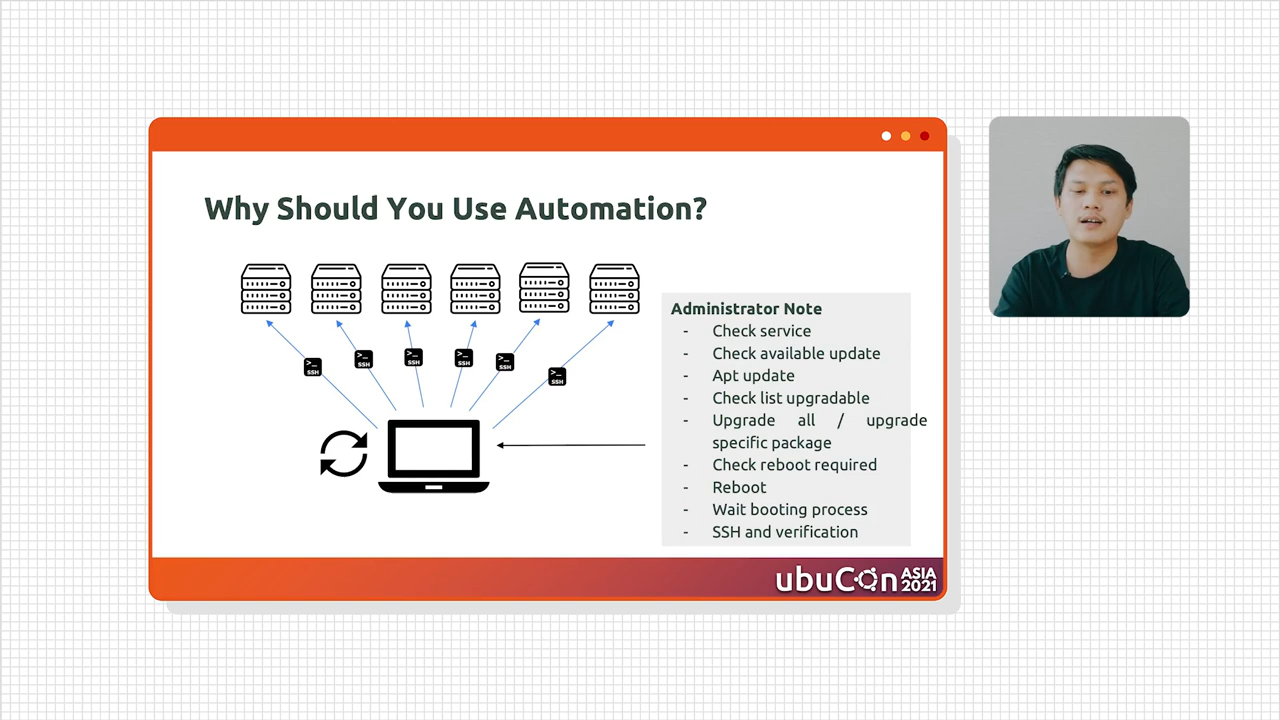 Why Should You Use Automation?
>_ SSH
>_ SSH
>_ SSH
>_ SSH
>_ SSH
>_ SSH
Administrator Note
- Check service
- Check available update
- Apt update
- Check list upgradable
- Upgrade all / upgrade
specific package
- Check reboot required
- Reboot
- Wait booting process
- SSH and verification
ubuCon ASIA
2021